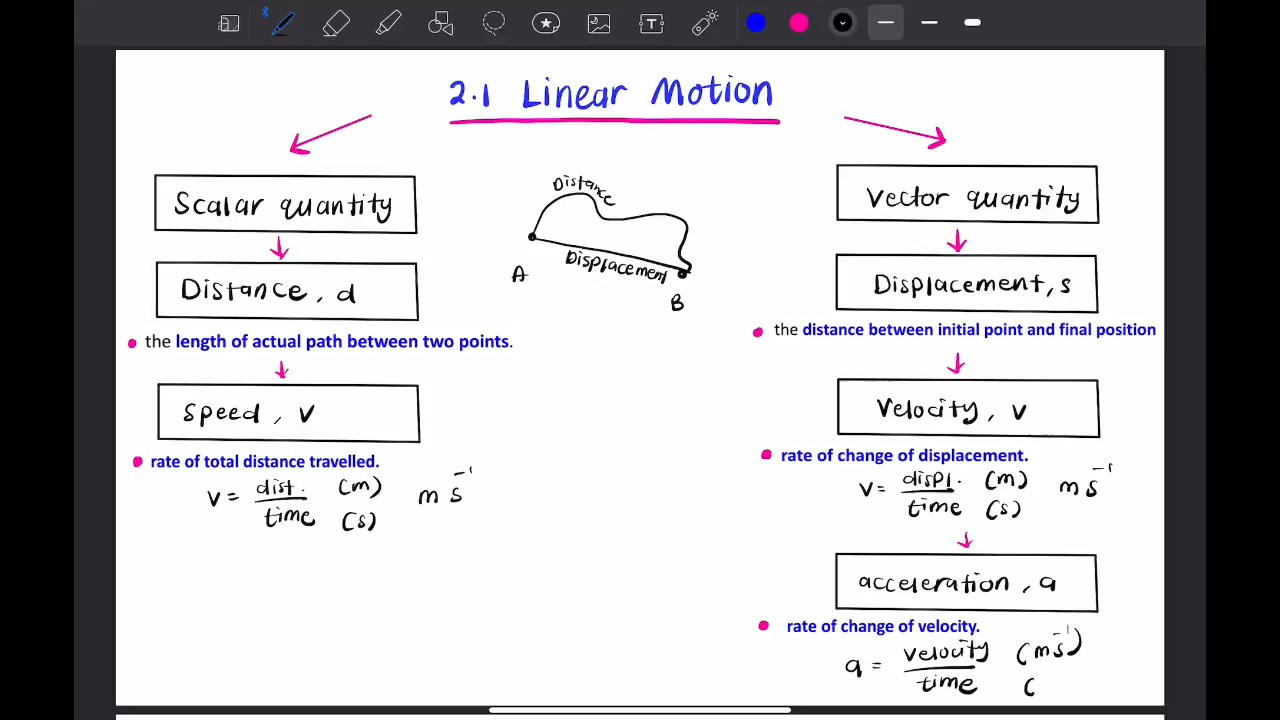 2.1 Linear Motion
Scalar quantity
Distance, d
the length of actual path between two points.
Speed, v
rate of total distance travelled.
v = dist. (m) m s⁻¹
time (s)
Distance
Displacement
A
B
Vector quantity
Displacement, s
the distance between initial point and final position
Velocity, v
rate of change of displacement.
v = displ. (m) m s⁻¹
time (s)
acceleration, a
rate of change of velocity.
a = velocity (ms⁻¹)
time (